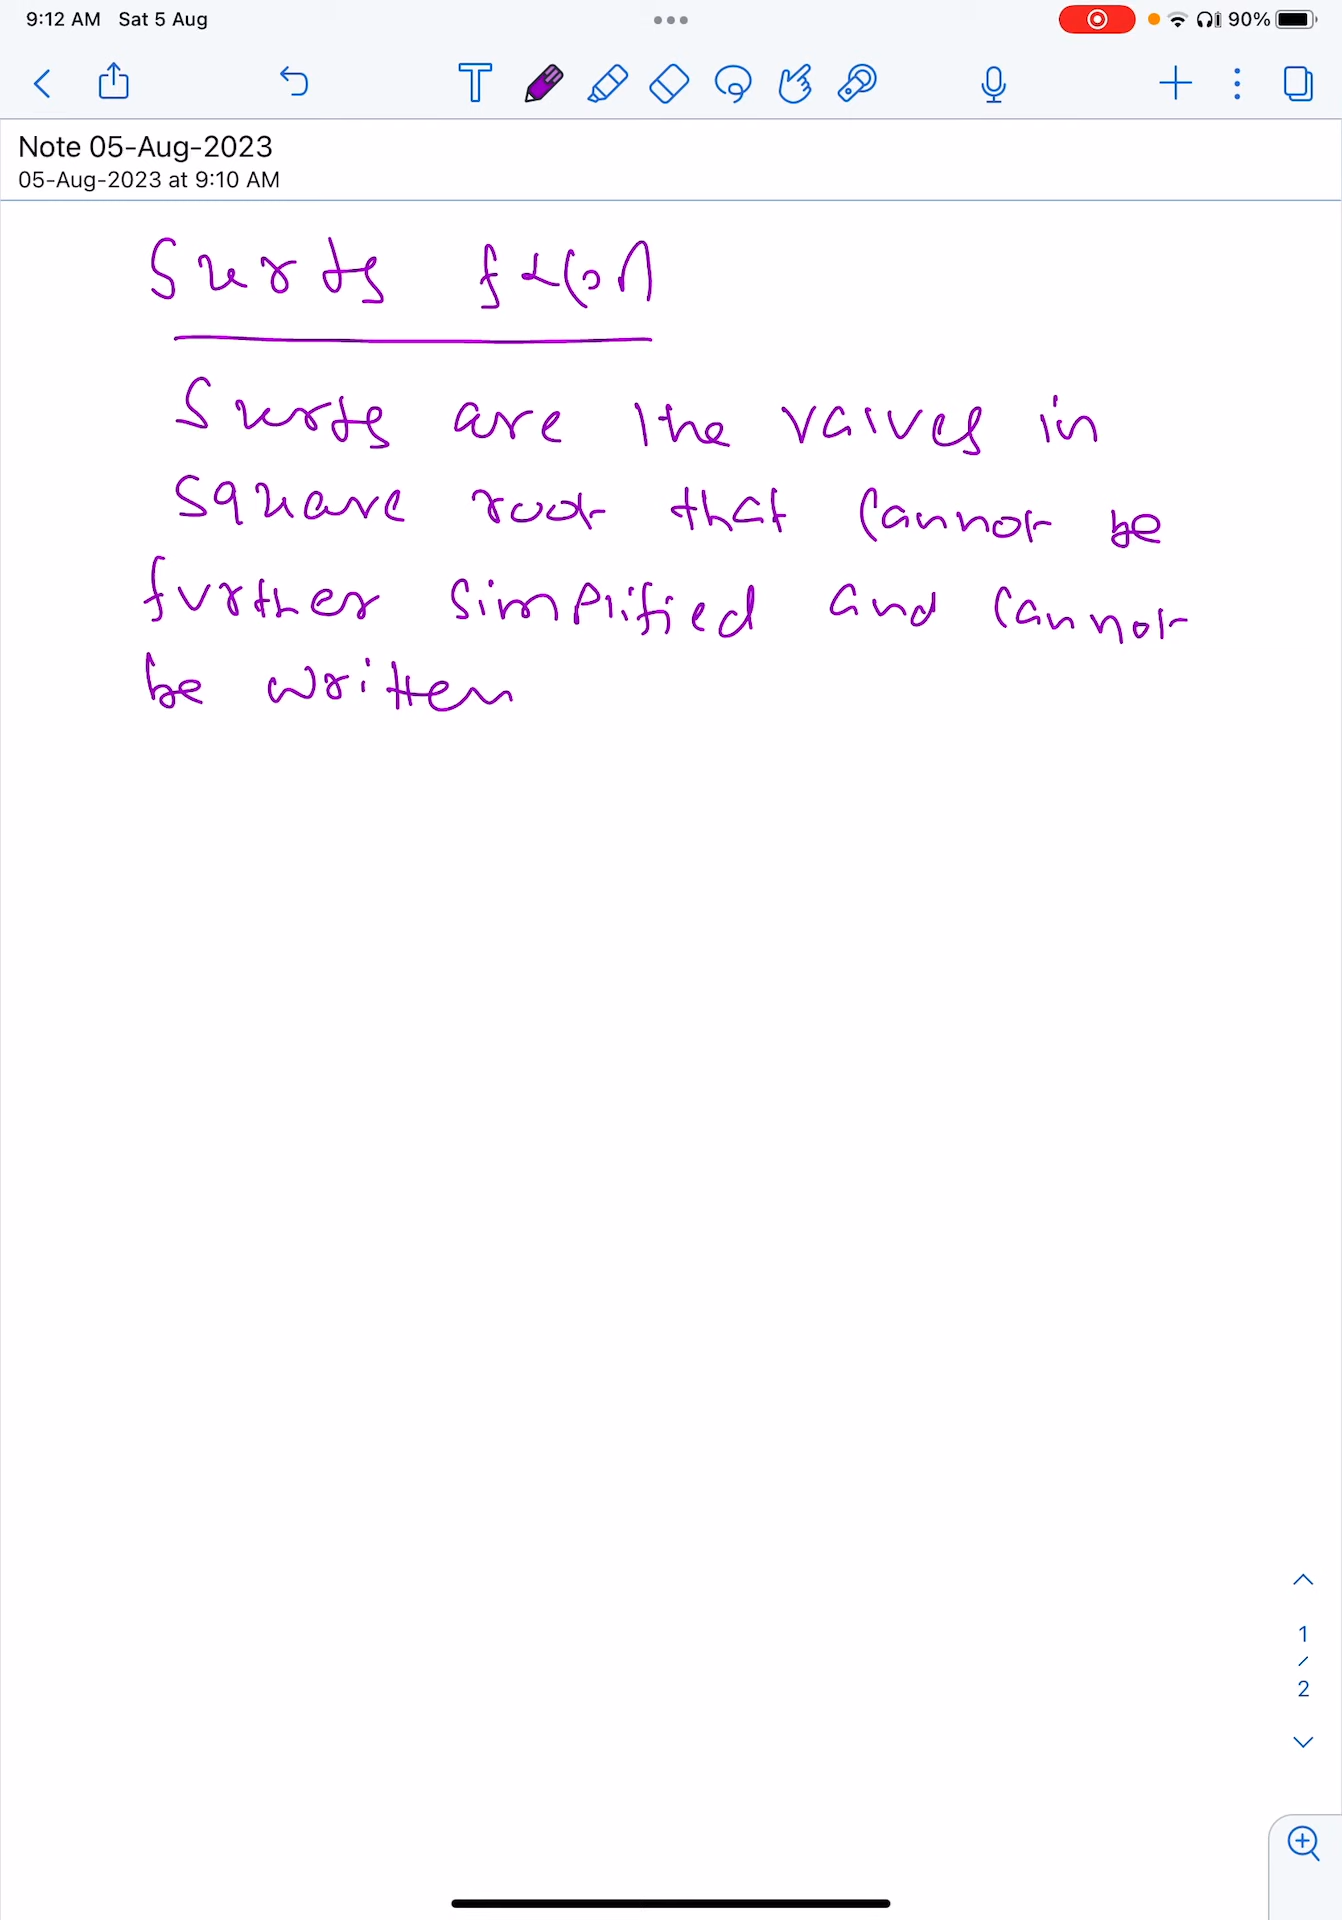 9:12 AM Sat 5 Aug
90%
T
Note 05-Aug-2023
05-Aug-2023 at 9:10 AM
Surds
Surds are the values in
square root that cannot be
further simplified and cannot
be written
1
/
2